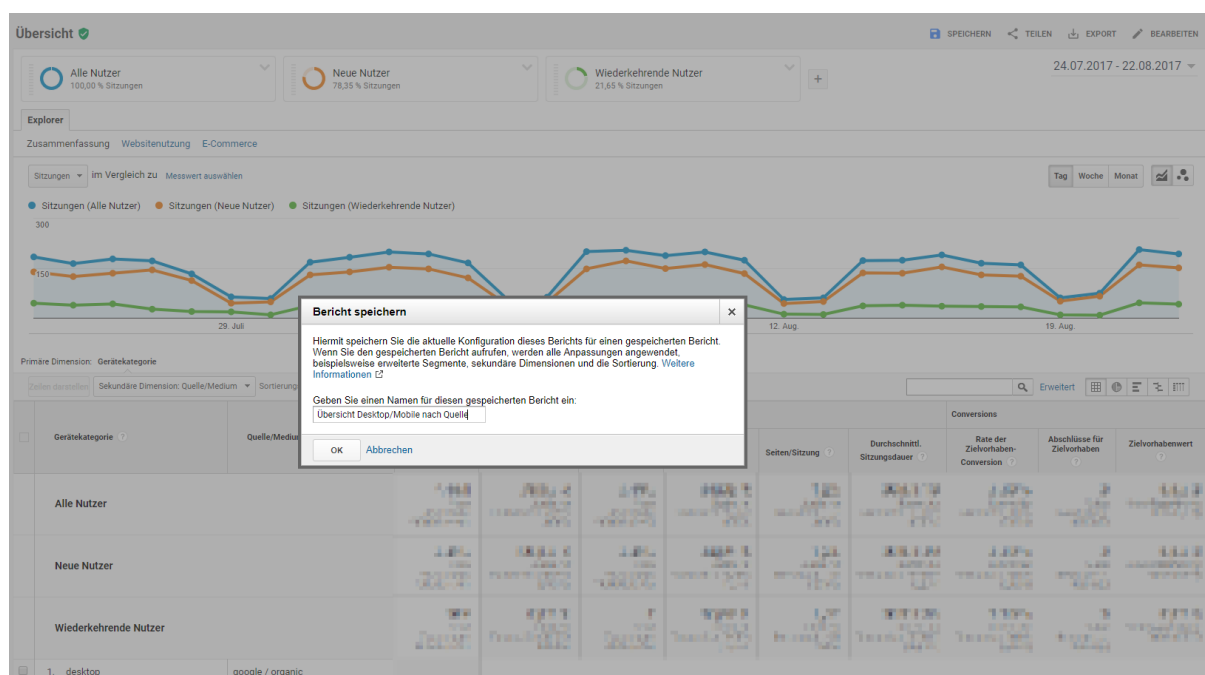 Übersicht
SPEICHERN TEILEN EXPORT BEARBEITEN
Alle Nutzer
100,00 % Sitzungen
Neue Nutzer
78,35 % Sitzungen
Wiederkehrende Nutzer
21,65 % Sitzungen
+
24.07.2017 - 22.08.2017
Explorer
Zusammenfassung Websitenutzung E-Commerce
Sitzungen im Vergleich zu Messwert auswählen
Tag Woche Monat
Sitzungen (Alle Nutzer) Sitzungen (Neue Nutzer) Sitzungen (Wiederkehrende Nutzer)
300
150
29. Juli
12. Aug.
19. Aug.
Bericht speichern
Hiermit speichern Sie die aktuelle Konfiguration dieses Berichts für einen gespeicherten Bericht.
Wenn Sie den gespeicherten Bericht aufrufen, werden alle Anpassungen angewendet,
beispielsweise erweiterte Segmente, sekundäre Dimensionen und die Sortierung. Weitere
Informationen
Geben Sie einen Namen für diesen gespeicherten Bericht ein:
Übersicht Desktop/Mobile nach Quelle
OK Abbrechen
Primäre Dimension: Gerätekategorie
Zeilen darstellen Sekundäre Dimension: Quelle/Medium
Erweitert
Conversions
Gerätekategorie
Seiten/Sitzung
Durchschnittl.
Sitzungsdauer
Rate der
Zielvorhaben-
Conversion
Abschlüsse für
Zielvorhaben
Zielvorhabenwert
Alle Nutzer
Neue Nutzer
Wiederkehrende Nutzer
1. desktop google / organic